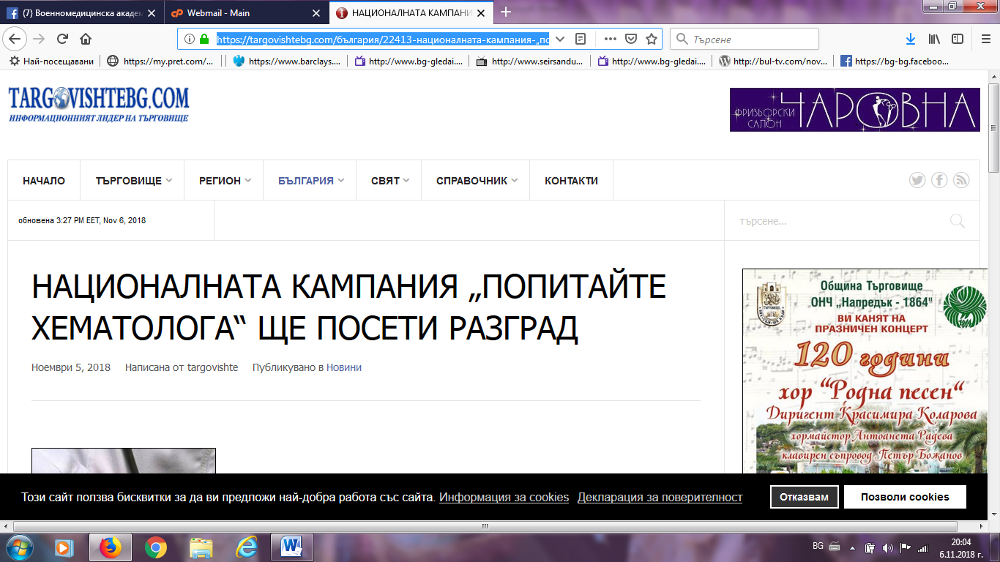 (7) Военномедицинска акаде
Webmail - Main
НАЦИОНАЛНАТА КАМПАНИ
https://targovishtebg.com/българия/22413-националната-кампания-„по
Търсене
Най-посещавани
https://my.pret.com/...
https://www.barclays....
http://www.bg-gledai....
http://www.seirsandu...
http://www.bg-gledai....
http://bul-tv.com/nov...
https://bg-bg.faceboo...
TARGOVISHTEBG.COM
ИНФОРМАЦИОННИЯТ ЛИДЕР НА ТЪРГОВИЩЕ
ФРИЗЬОРСКИ
САЛОН
ЧАРОВНА
НАЧАЛО
ТЪРГОВИЩЕ
РЕГИОН
БЪЛГАРИЯ
СВЯТ
СПРАВОЧНИК
КОНТАКТИ
обновена 3:27 PM EET, Nov 6, 2018
търсене...
НАЦИОНАЛНАТА КАМПАНИЯ „ПОПИТАЙТЕ
ХЕМАТОЛОГА“ ЩЕ ПОСЕТИ РАЗГРАД
Ноември 5, 2018
Написана от targovishte
Публикувано в Новини
Община Търговище
ОНЧ „Напредък - 1864"
ВИ КАНЯТ НА
ПРАЗНИЧЕН КОНЦЕРТ
120 години
хор “Родна песен“
Диригент Красимира Коларова
хормайстор Антоанета Радева
клавирен съпровод Петър Божанов
Този сайт ползва бисквитки за да ви предложи най-добра работа със сайта. Информация за cookies Декларация за поверителност
Отказвам
Позволи cookies
BG
20:04
6.11.2018 г.